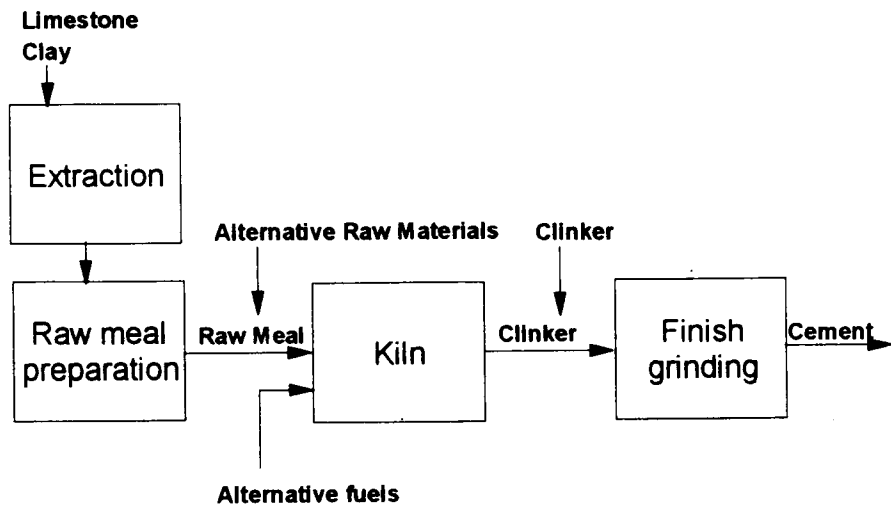 Limestone
Clay
Extraction
Alternative Raw Materials
Clinker
Raw meal
preparation
Raw Meal
Kiln
Clinker
Finish
grinding
Cement
Alternative fuels